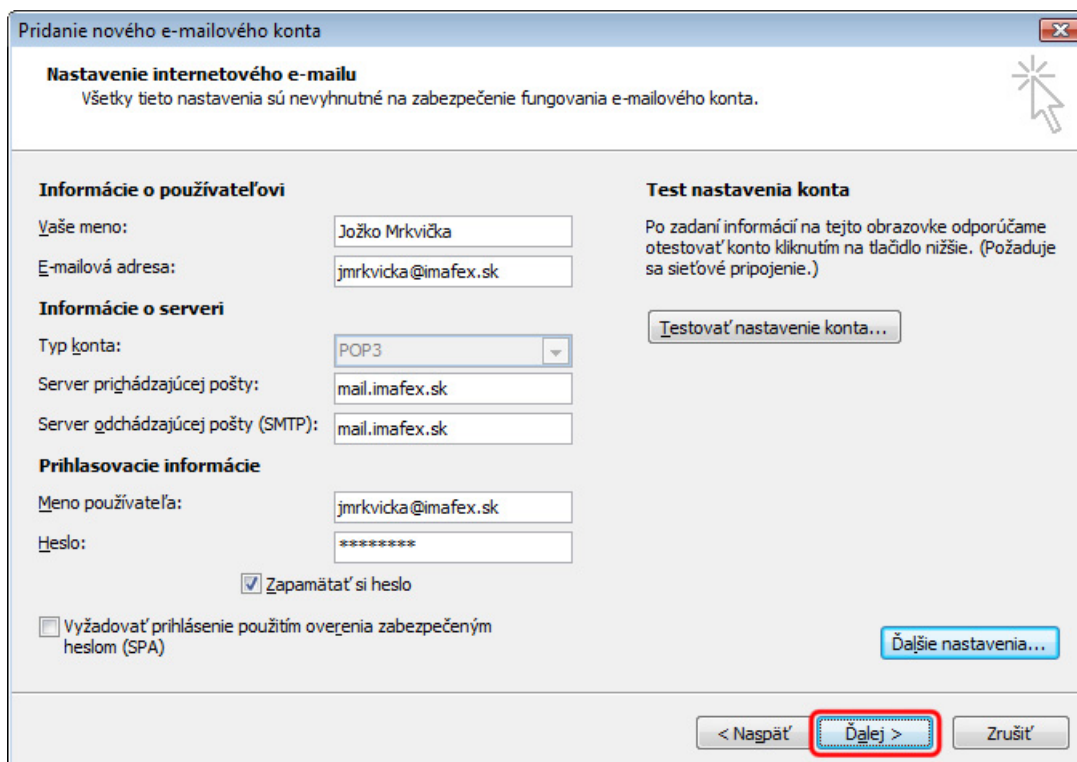 Pridanie nového e-mailového konta
Nastavenie internetového e-mailu
Všetky tieto nastavenia sú nevyhnutné na zabezpečenie fungovania e-mailového konta.
Informácie o používateľovi
Vaše meno:
Jožko Mrkvička
E-mailová adresa:
jmrkvicka@imafex.sk
Informácie o serveri
Typ konta:
POP3
Server prichádzajúcej pošty:
mail.imafex.sk
Server odchádzajúcej pošty (SMTP):
mail.imafex.sk
Prihlasovacie informácie
Meno používateľa:
jmrkvicka@imafex.sk
Heslo:
********
Zapamätať si heslo
Vyžadovať prihlásenie použitím overenia zabezpečeným
heslom (SPA)
Test nastavenia konta
Po zadaní informácií na tejto obrazovke odporúčame
otestovať konto kliknutím na tlačidlo nižšie. (Požaduje
sa sieťové pripojenie.)
Testovať nastavenie konta...
Ďalšie nastavenia...
< Naspäť
Ďalej >
Zrušiť